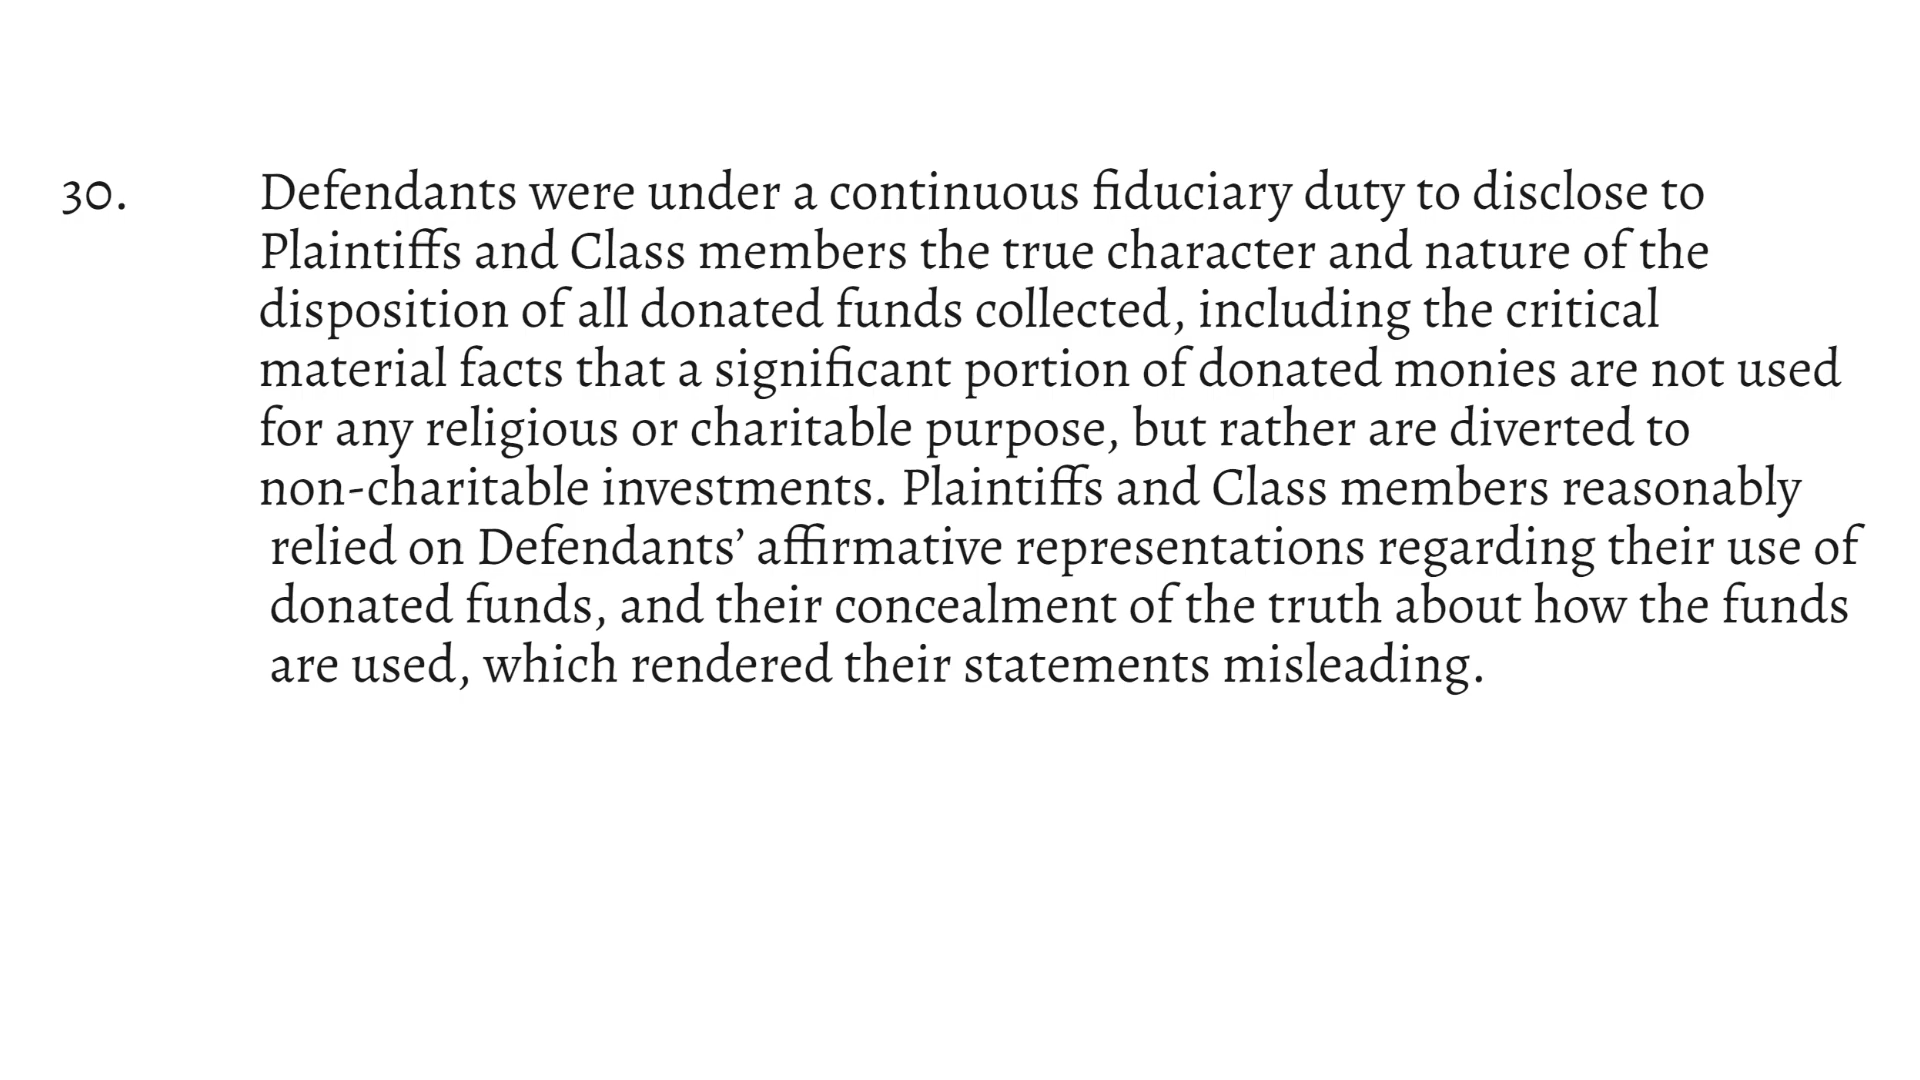 30. Defendants were under a continuous fiduciary duty to disclose to
Plaintiffs and Class members the true character and nature of the
disposition of all donated funds collected, including the critical
material facts that a significant portion of donated monies are not used
for any religious or charitable purpose, but rather are diverted to
non-charitable investments. Plaintiffs and Class members reasonably
relied on Defendants’ affirmative representations regarding their use of
donated funds, and their concealment of the truth about how the funds
are used, which rendered their statements misleading.